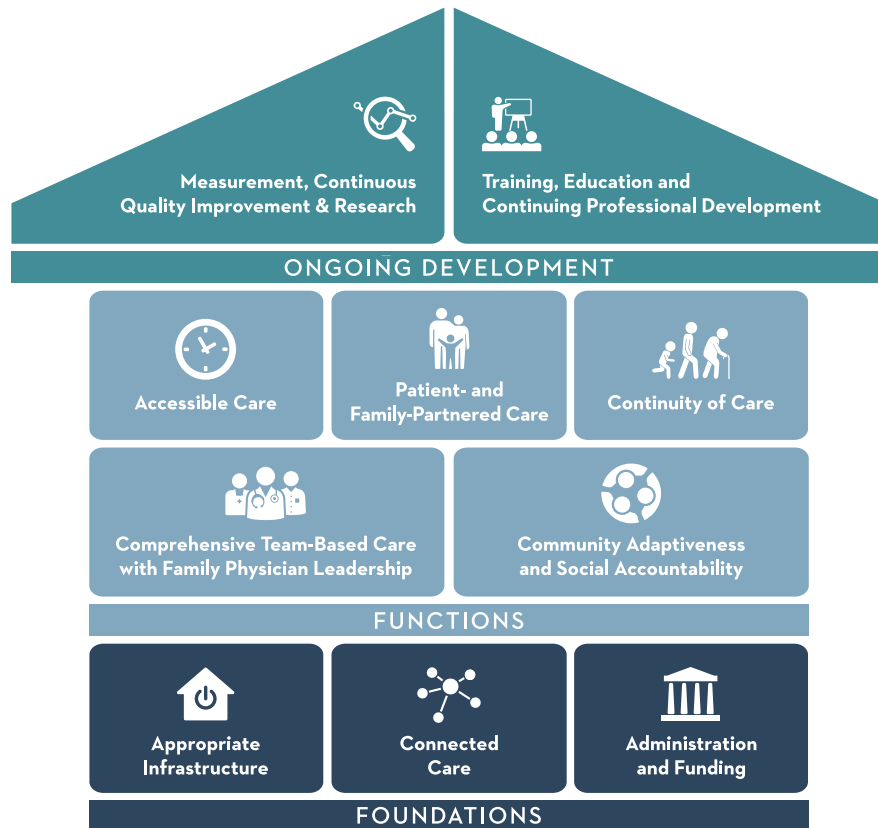 Measurement, Continuous
Quality Improvement & Research
Training, Education and
Continuing Professional Development
ONGOING DEVELOPMENT
Accessible Care
Patient- and
Family-Partnered Care
Continuity of Care
Comprehensive Team-Based Care
with Family Physician Leadership
Community Adaptiveness
and Social Accountability
FUNCTIONS
Appropriate
Infrastructure
Connected
Care
Administration
and Funding
FOUNDATIONS